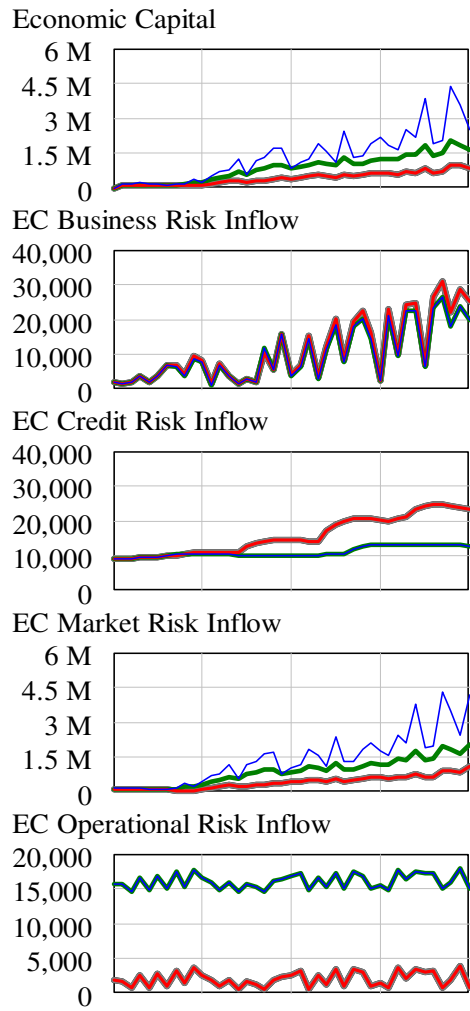 Economic Capital
6 M
4.5 M
3 M
1.5 M
0
EC Business Risk Inflow
40,000
30,000
20,000
10,000
0
EC Credit Risk Inflow
40,000
30,000
20,000
10,000
0
EC Market Risk Inflow
6 M
4.5 M
3 M
1.5 M
0
EC Operational Risk Inflow
20,000
15,000
10,000
5,000
0